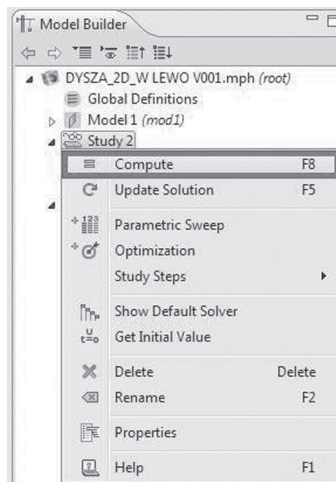 Model Builder
DYSZA_2D_W LEWO V001.mph (root)
Global Definitions
Model 1 (mod1)
Study 2
Compute F8
Update Solution F5
Parametric Sweep
Optimization
Study Steps
Show Default Solver
Get Initial Value
Delete Delete
Rename F2
Properties
Help F1